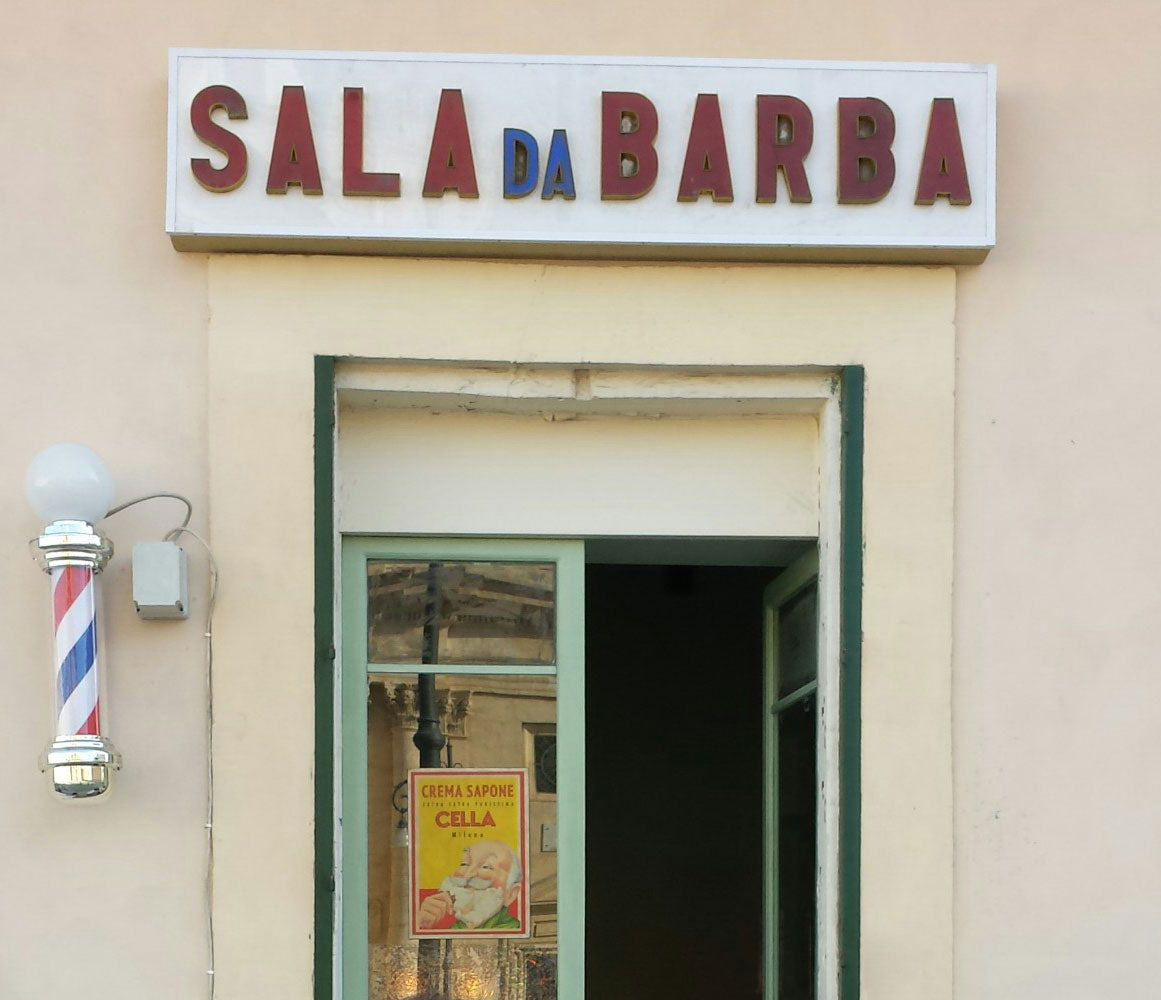 SALA DA BARBA
CREMA SAPONE
EXTRA EXTRA PURISSIMA
CELLA
Milano